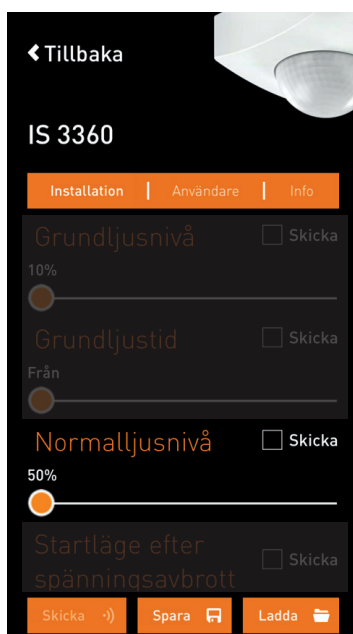 Tillbaka
IS 3360
Installation | Användare | Info
Grundljusnivå Skicka
10%
Grundljustid Skicka
Från
Normalljusnivå Skicka
50%
Startläge efter
spänningsavbrott Skicka
Skicka Spara Ladda